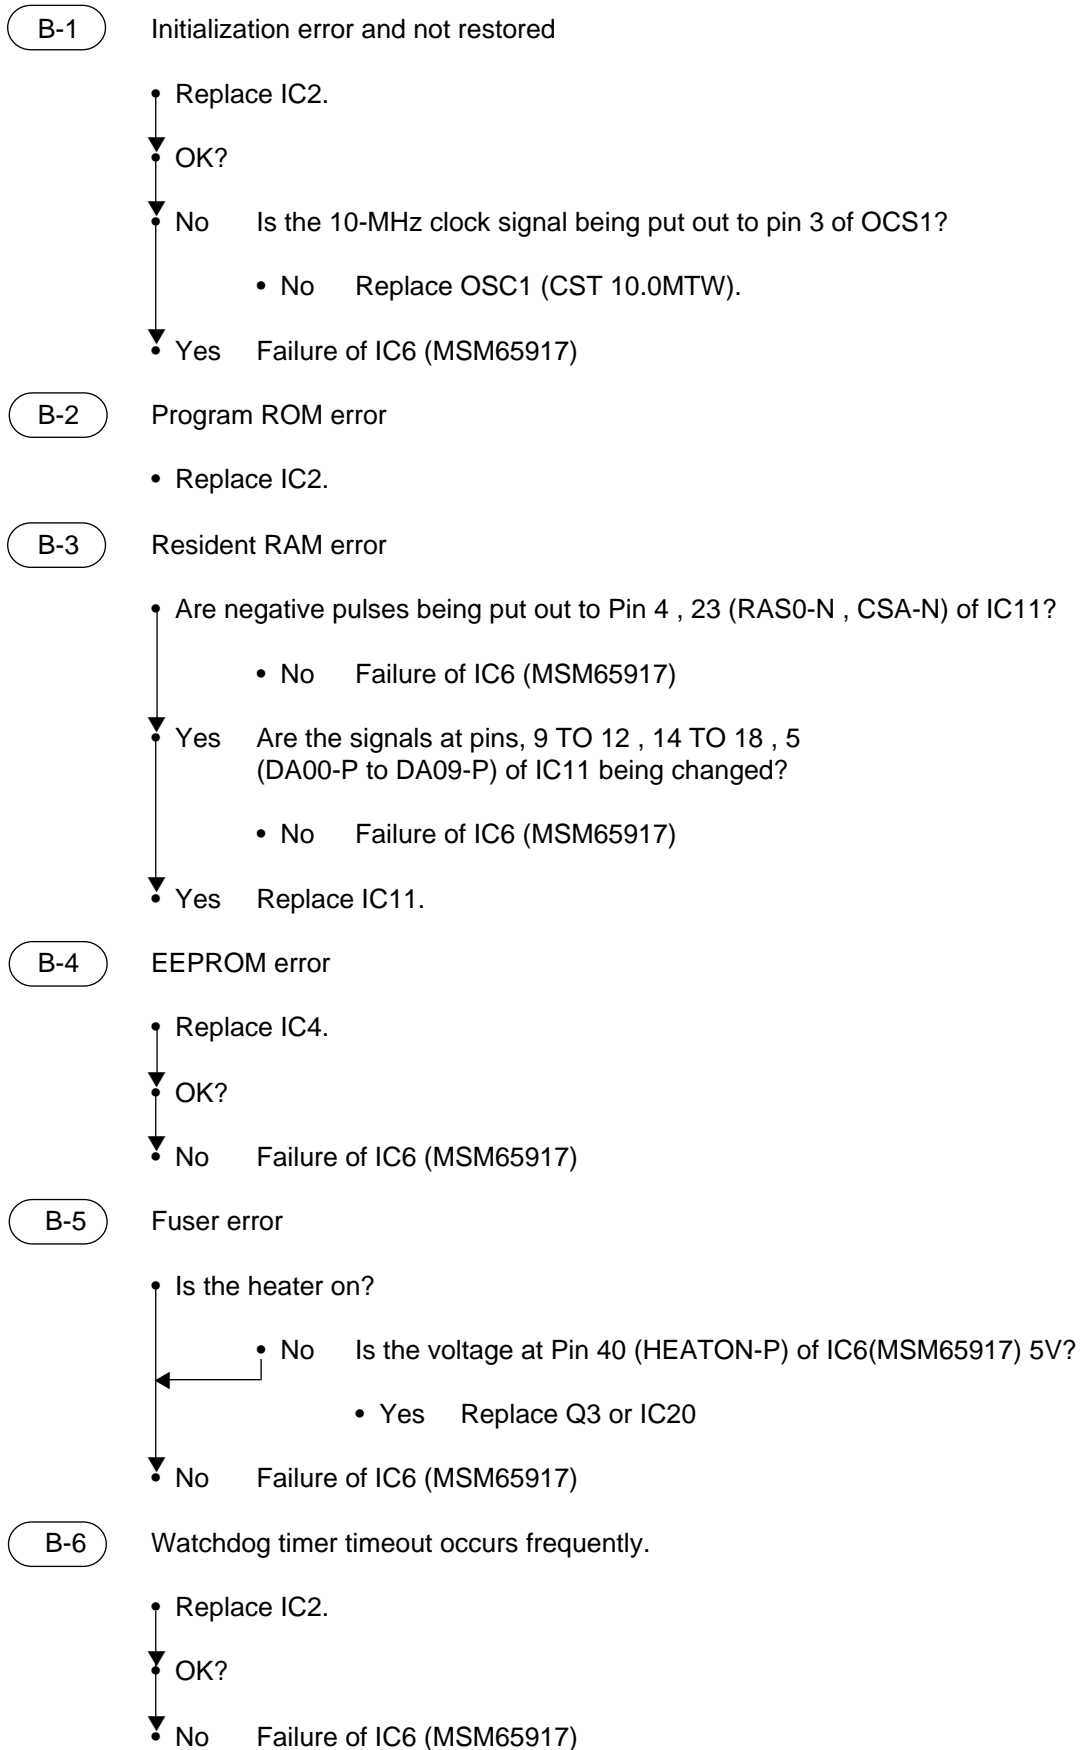 B-1 Initialization error and not restored
• Replace IC2.
• OK?
• No Is the 10-MHz clock signal being put out to pin 3 of OCS1?
• No Replace OSC1 (CST 10.0MTW).
• Yes Failure of IC6 (MSM65917)
B-2 Program ROM error
• Replace IC2.
B-3 Resident RAM error
• Are negative pulses being put out to Pin 4 , 23 (RAS0-N , CSA-N) of IC11?
• No Failure of IC6 (MSM65917)
• Yes Are the signals at pins, 9 TO 12 , 14 TO 18 , 5
(DA00-P to DA09-P) of IC11 being changed?
• No Failure of IC6 (MSM65917)
• Yes Replace IC11.
B-4 EEPROM error
• Replace IC4.
• OK?
• No Failure of IC6 (MSM65917)
B-5 Fuser error
• Is the heater on?
• No Is the voltage at Pin 40 (HEATON-P) of IC6(MSM65917) 5V?
• Yes Replace Q3 or IC20
• No Failure of IC6 (MSM65917)
B-6 Watchdog timer timeout occurs frequently.
• Replace IC2.
• OK?
• No Failure of IC6 (MSM65917)